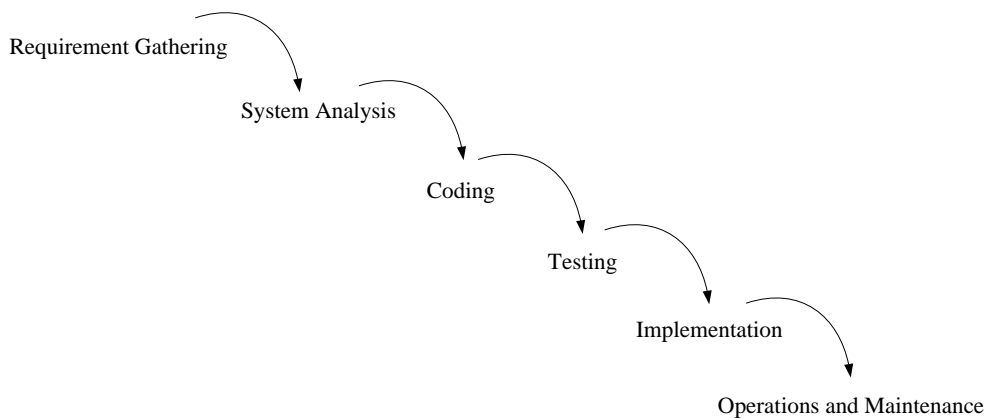 Requirement Gathering
System Analysis
Coding
Testing
Implementation
Operations and Maintenance